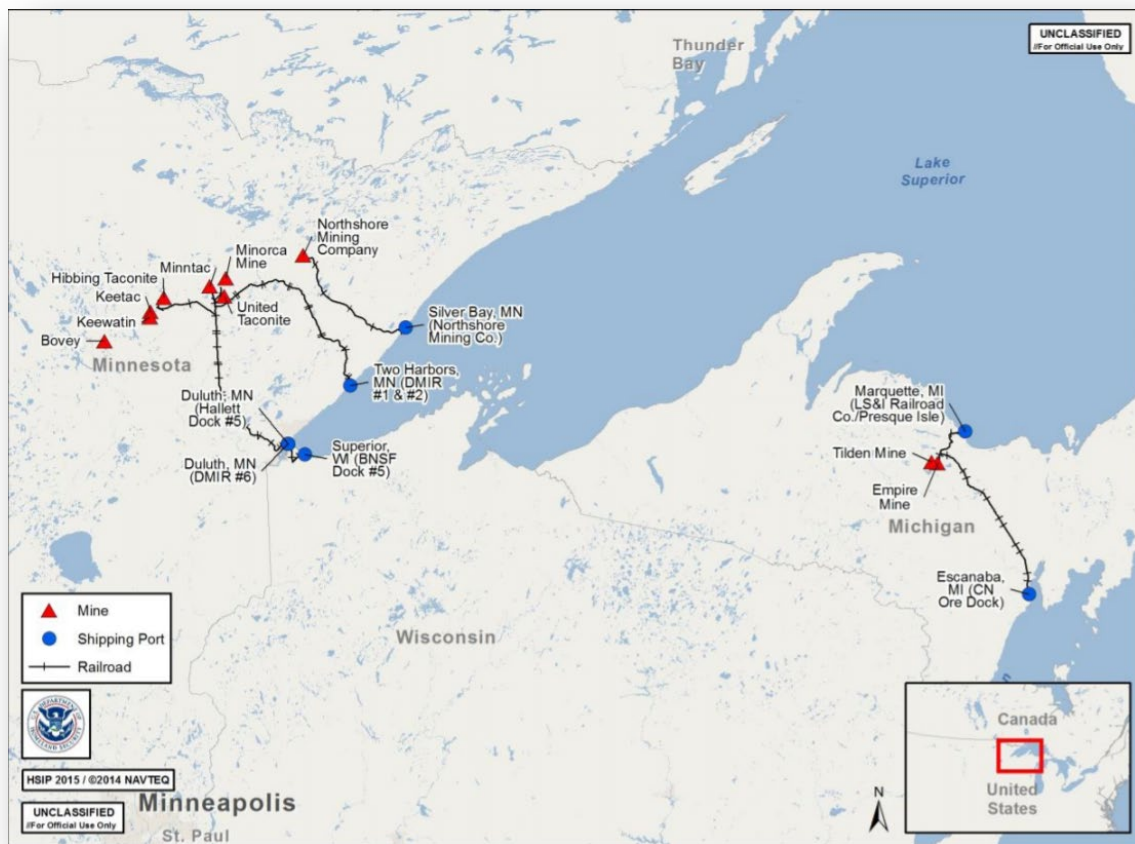 Thunder
Bay
UNCLASSIFIED
//For Official Use Only
Lake
Superior
Northshore
Mining
Company
Minorca
Mine
Minntac
Hibbing Taconite
Keetac
Keewatin
Bovey
United
Taconite
Minnesota
Silver Bay, MN
(Northshore
Mining Co.)
Two Harbors,
MN (DMIR
#1 & #2)
Duluth, MN
(Hallett
Dock #5)
Duluth, MN
(DMIR #6)
Superior,
WI (BNSF
Dock #5)
Marquette, MI
(LS&I Railroad
Co./Presque Isle)
Tilden Mine
Empire
Mine
Michigan
Escanaba,
MI (CN
Ore Dock)
Wisconsin
Mine
Shipping Port
Railroad
HSIP 2015 / ©2014 NAVTEQ
UNCLASSIFIED
//For Official Use Only
Minneapolis
St. Paul
N
Canada
United
States